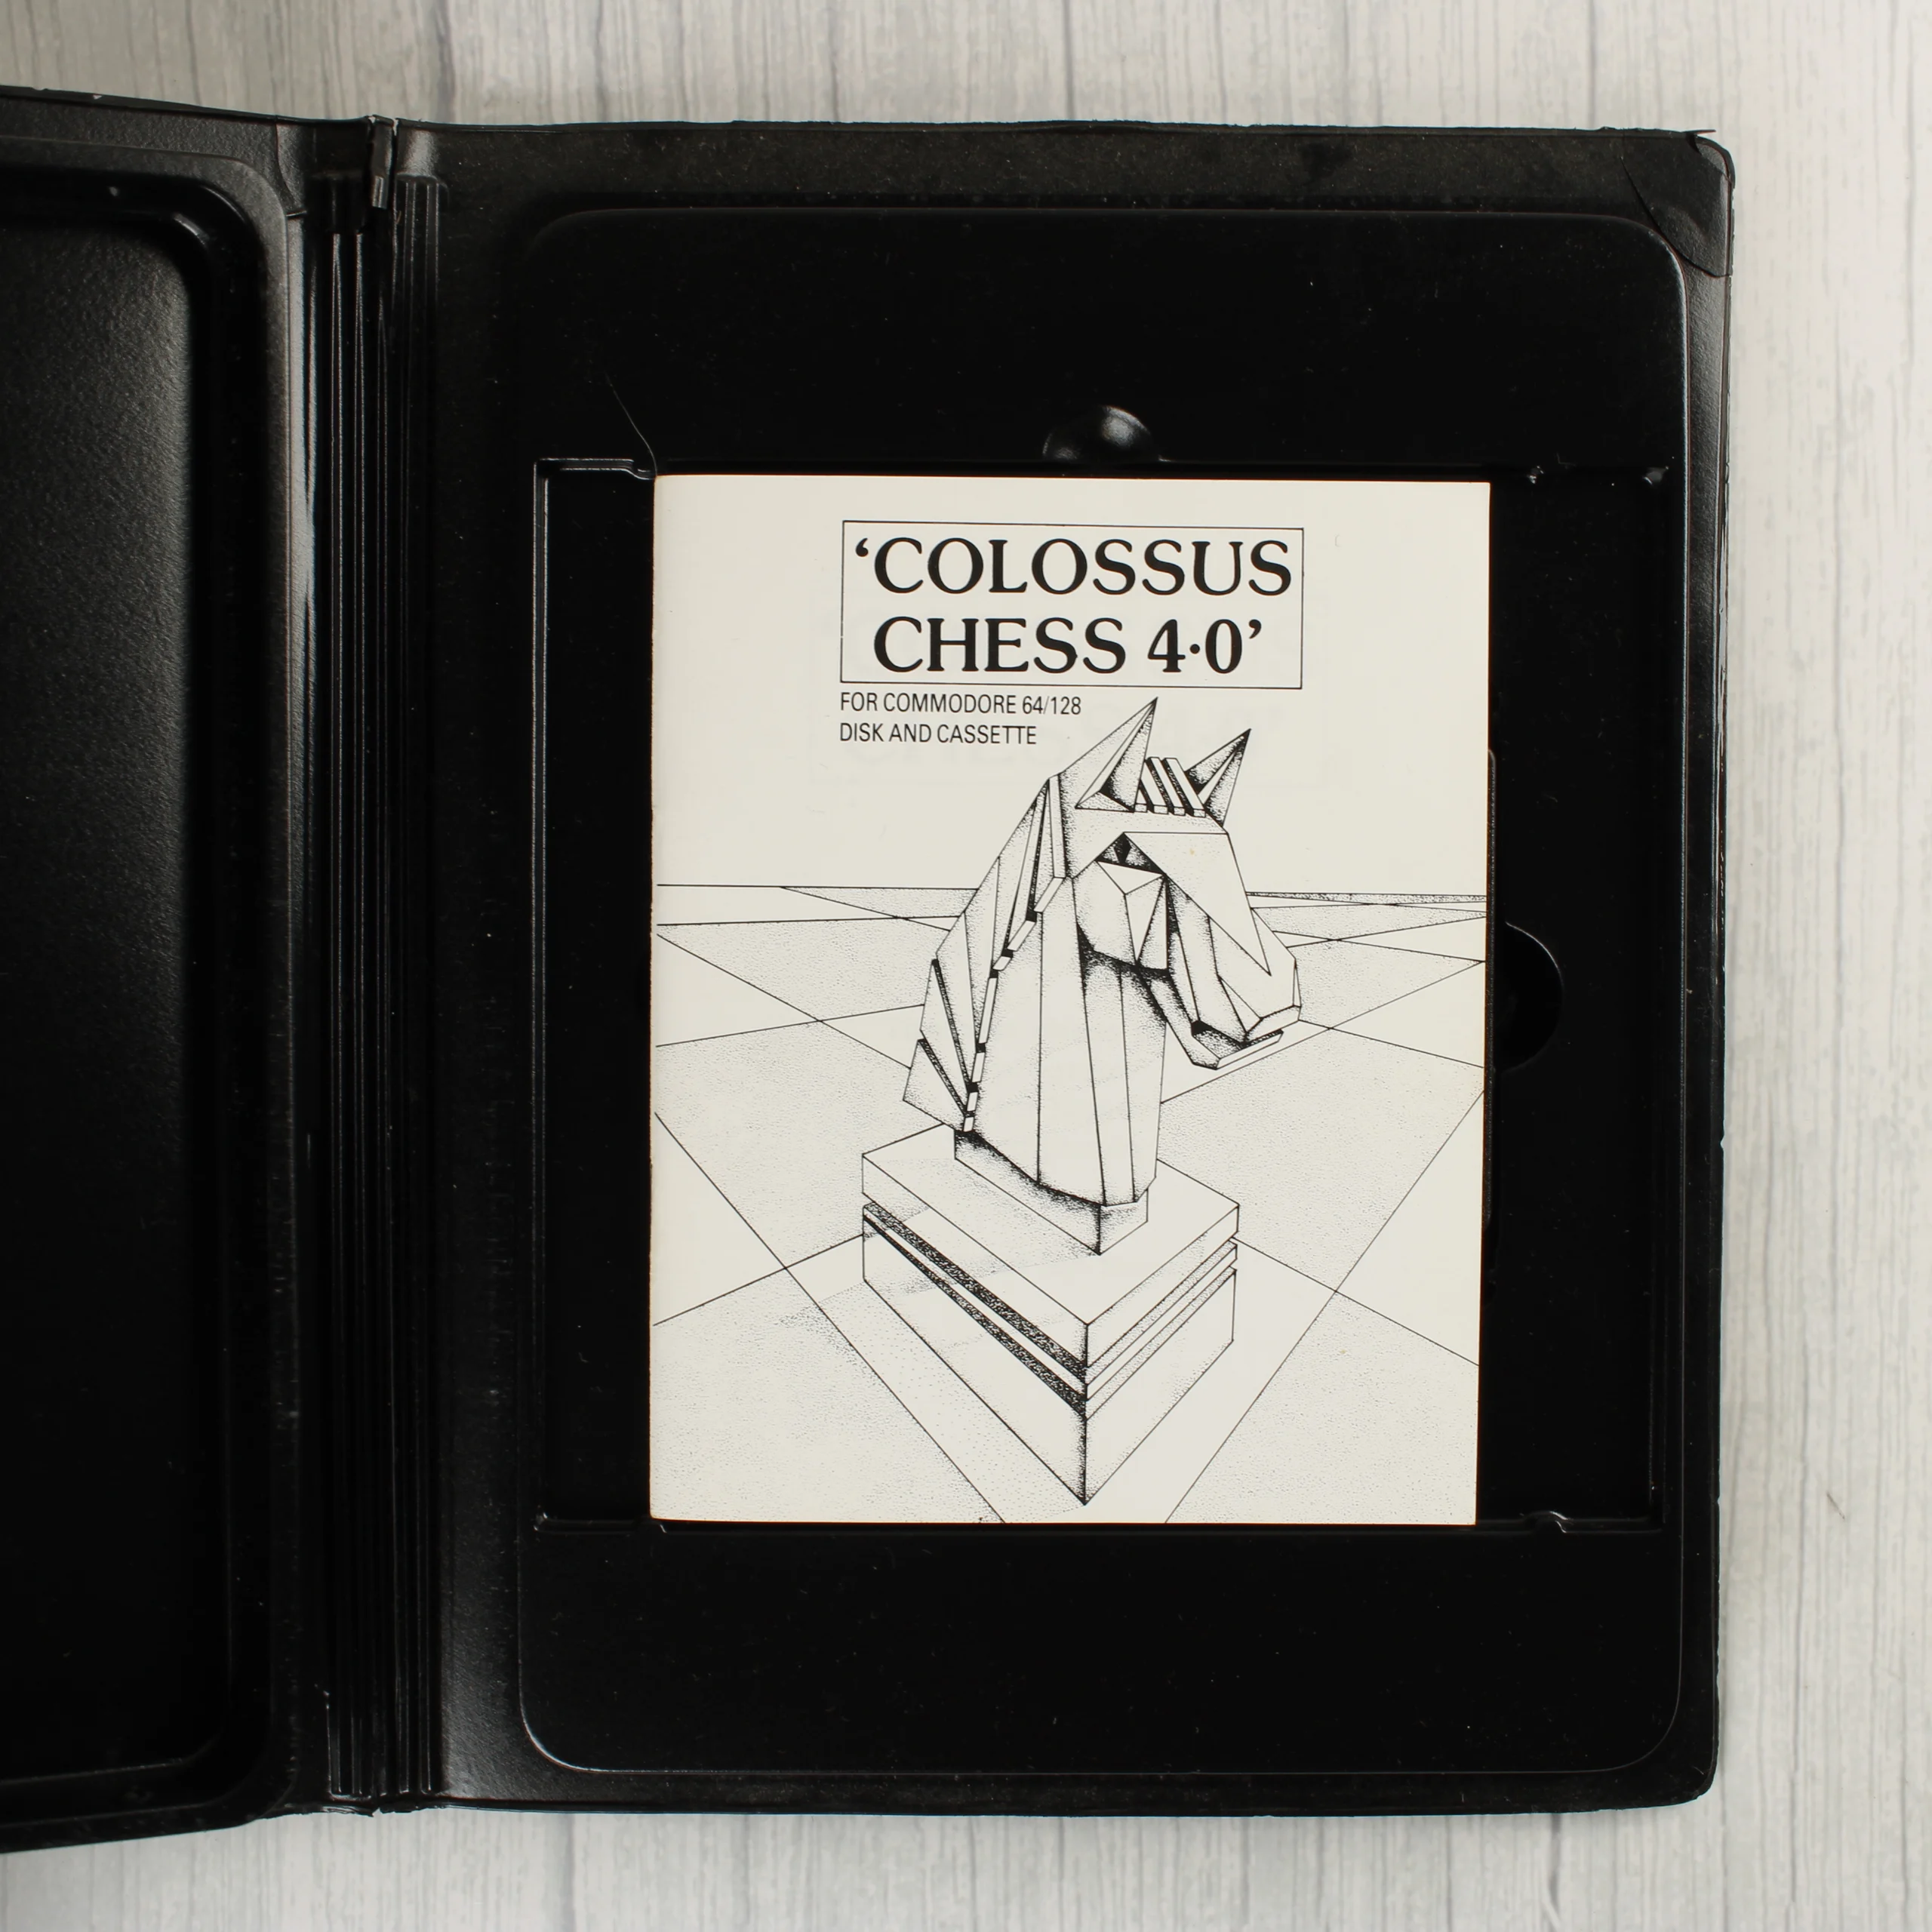 ‘COLOSSUS
CHESS 4·0’
FOR COMMODORE 64/128
DISK AND CASSETTE